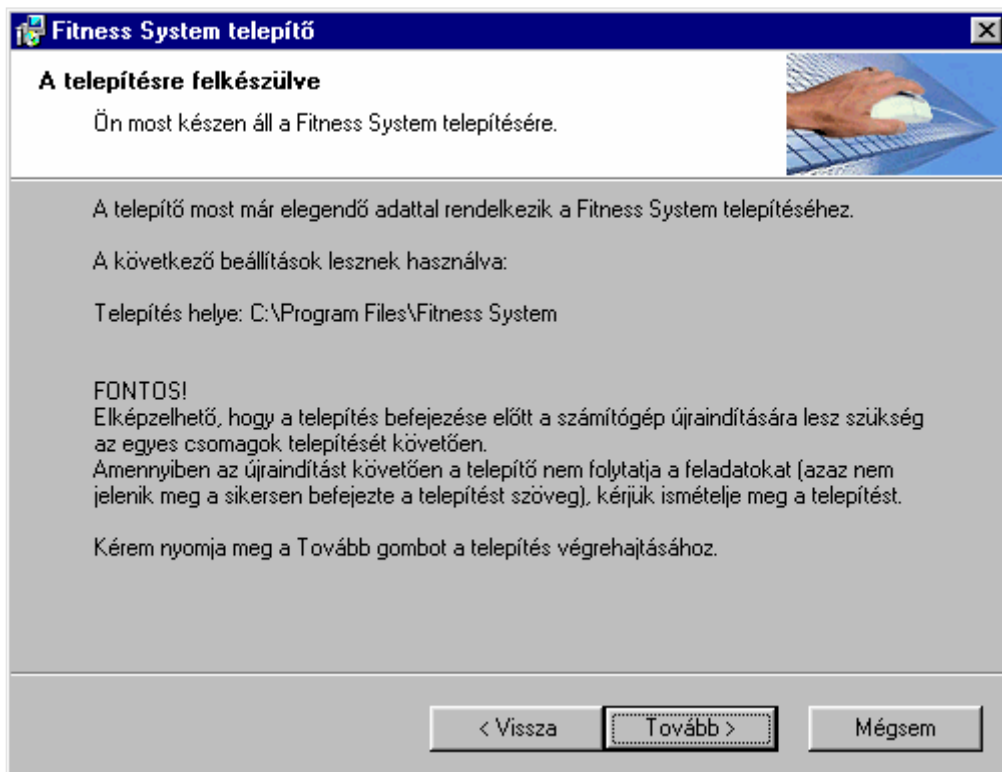 Fitness System telepítő
A telepítésre felkészülve
Ön most készen áll a Fitness System telepítésére.
A telepítő most már elegendő adattal rendelkezik a Fitness System telepítéséhez.
A következő beállítások lesznek használva:
Telepítés helye: C:\Program Files\Fitness System
FONTOS!
Elképzelhető, hogy a telepítés befejezése előtt a számítógép újraindítására lesz szükség
az egyes csomagok telepítését követően.
Amennyiben az újraindítást követően a telepítő nem folytatja a feladatokat (azaz nem
jelenik meg a sikersen befejezte a telepítést szöveg), kérjük ismételje meg a telepítést.
Kérem nyomja meg a Tovább gombot a telepítés végrehajtásához.
< Vissza Tovább > Mégsem